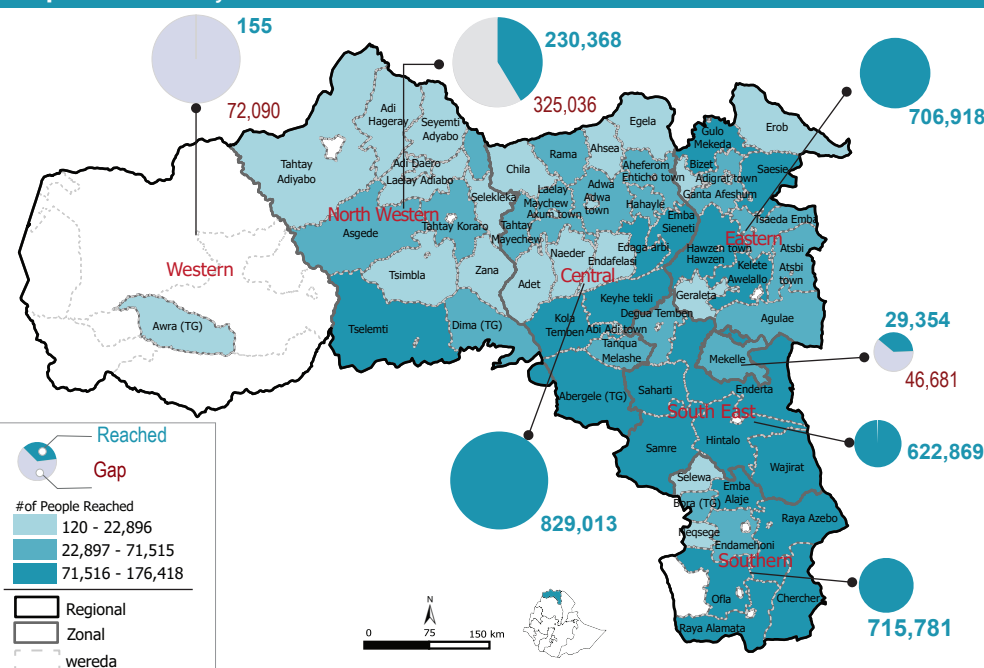 155
230,368
706,918
72,090
325,036
Egela
Erob
Adi
Hageray
Seyemti
Adyabo
Gulo
Mekeda
Rama
Ahsea
Tahtay
Adiyabo
Adi Daero
Laelay Adiabo
Chila
Aheferom
Enticho town
Bizet
Adigrat town
Saesie
Ganta Afeshum
Selekleka
Laelay
Maychew
Axum town
Adwa
Adwa
town
Hahayle
North Western
Asgede
Tahtay Koraro
Tahtay
Mayechew
Emba
Sieneti
Tsaeda Emba
Eastern
Edaga arbi
Hawzen town
Hawzen
Atsbi
Atsbi
town
Naeder
Endafelasi
Kelete
Awelallo
Western
Tsimbla
Zana
Central
Adet
Keyhe tekli
Geraleta
Degua Temben
Agulae
Awra (TG)
Tselemti
Dima (TG)
Kola
Temben
Abi Adi town
Tanqua
Melashe
29,354
Mekelle
46,681
Enderta
Abergele (TG)
Saharti
South East
Samre
Hintalo
622,869
Wajirat
829,013
Selewa
Emba
Alaje
Bora (TG)
Raya Azebo
Neqsege
Endamehoni
Southern
Ofla
Chercher
Raya Alamata
715,781
Reached
Gap
#of People Reached
120 - 22,896
22,897 - 71,515
71,516 - 176,418
Regional
Zonal
wereda
N
0 75 150 km